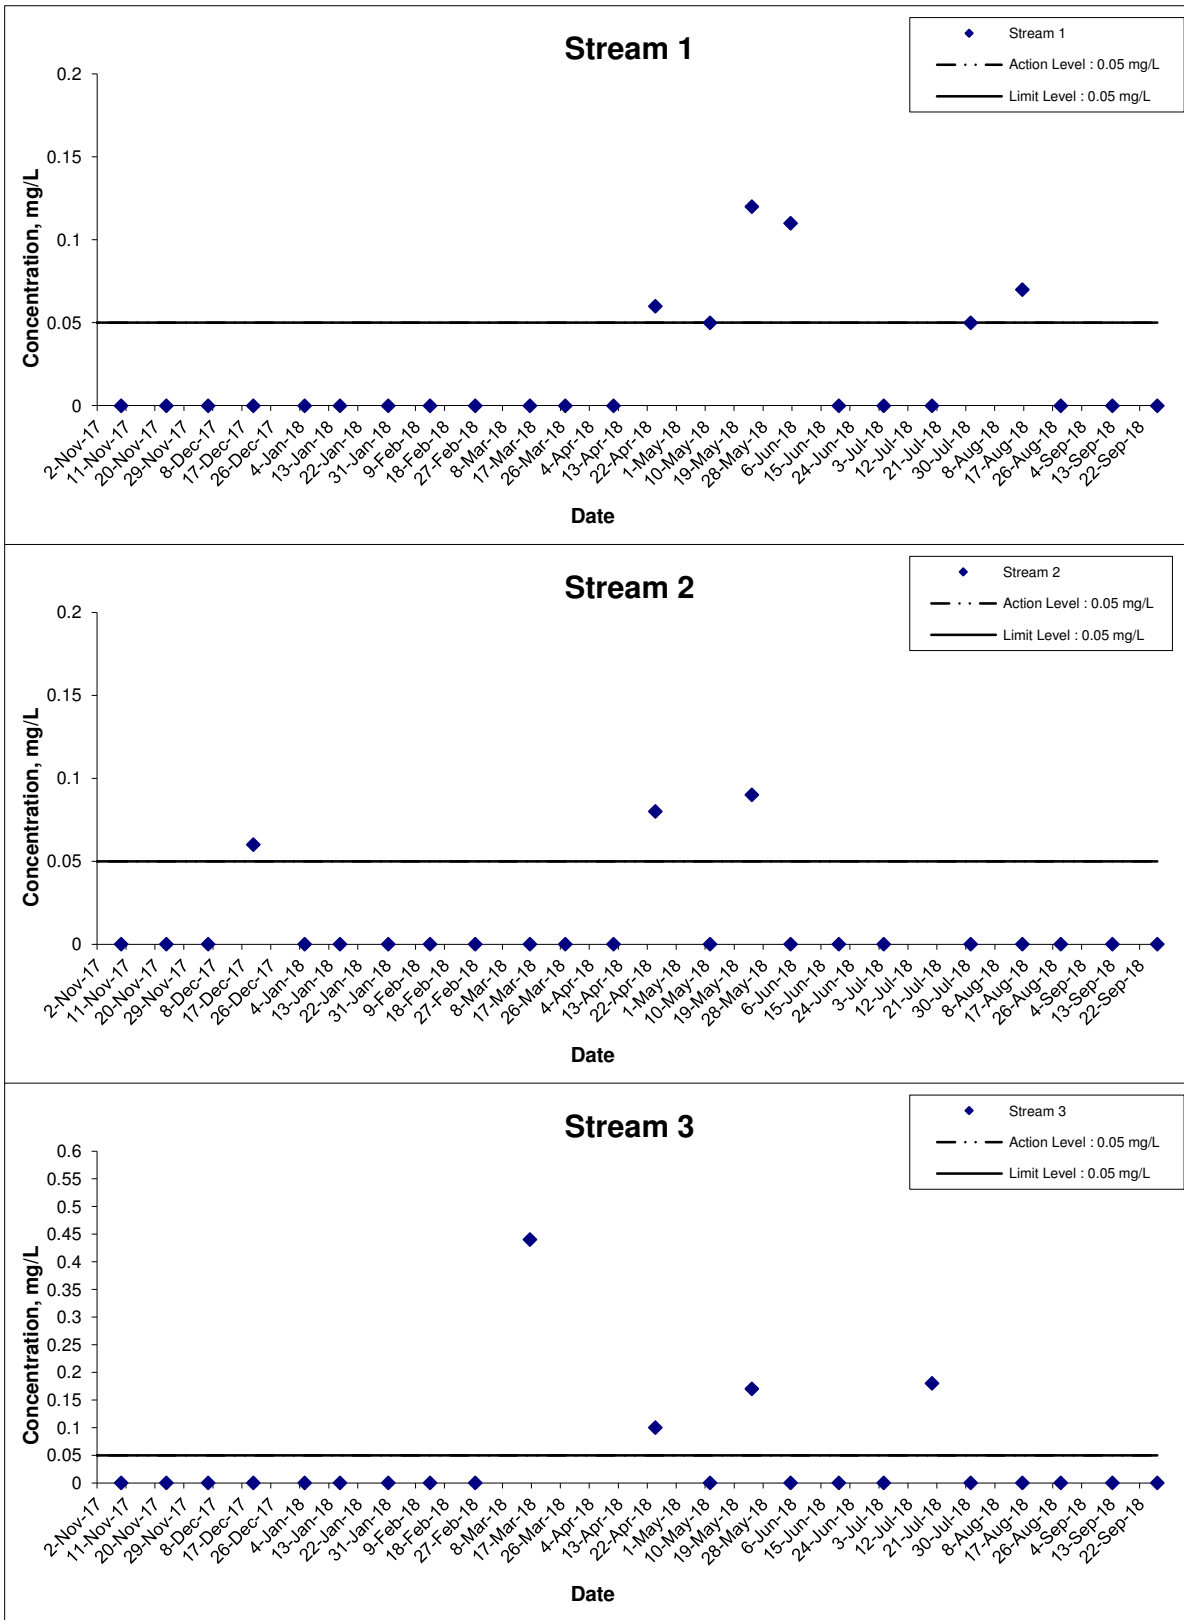 Stream 1
Stream 1
Action Level : 0.05 mg/L
Limit Level : 0.05 mg/L
Concentration, mg/L
0.2
0.15
0.1
0.05
0
2-Nov-17
11-Nov-17
20-Nov-17
29-Nov-17
8-Dec-17
17-Dec-17
26-Dec-17
4-Jan-18
13-Jan-18
22-Jan-18
31-Jan-18
9-Feb-18
18-Feb-18
27-Feb-18
8-Mar-18
17-Mar-18
26-Mar-18
4-Apr-18
13-Apr-18
22-Apr-18
1-May-18
10-May-18
19-May-18
28-May-18
6-Jun-18
15-Jun-18
24-Jun-18
3-Jul-18
12-Jul-18
21-Jul-18
30-Jul-18
8-Aug-18
17-Aug-18
26-Aug-18
4-Sep-18
13-Sep-18
22-Sep-18
Date
Stream 2
Stream 2
Action Level : 0.05 mg/L
Limit Level : 0.05 mg/L
Concentration, mg/L
0.2
0.15
0.1
0.05
0
2-Nov-17
11-Nov-17
20-Nov-17
29-Nov-17
8-Dec-17
17-Dec-17
26-Dec-17
4-Jan-18
13-Jan-18
22-Jan-18
31-Jan-18
9-Feb-18
18-Feb-18
27-Feb-18
8-Mar-18
17-Mar-18
26-Mar-18
4-Apr-18
13-Apr-18
22-Apr-18
1-May-18
10-May-18
19-May-18
28-May-18
6-Jun-18
15-Jun-18
24-Jun-18
3-Jul-18
12-Jul-18
21-Jul-18
30-Jul-18
8-Aug-18
17-Aug-18
26-Aug-18
4-Sep-18
13-Sep-18
22-Sep-18
Date
Stream 3
Stream 3
Action Level : 0.05 mg/L
Limit Level : 0.05 mg/L
Concentration, mg/L
0.6
0.55
0.5
0.45
0.4
0.35
0.3
0.25
0.2
0.15
0.1
0.05
0
2-Nov-17
11-Nov-17
20-Nov-17
29-Nov-17
8-Dec-17
17-Dec-17
26-Dec-17
4-Jan-18
13-Jan-18
22-Jan-18
31-Jan-18
9-Feb-18
18-Feb-18
27-Feb-18
8-Mar-18
17-Mar-18
26-Mar-18
4-Apr-18
13-Apr-18
22-Apr-18
1-May-18
10-May-18
19-May-18
28-May-18
6-Jun-18
15-Jun-18
24-Jun-18
3-Jul-18
12-Jul-18
21-Jul-18
30-Jul-18
8-Aug-18
17-Aug-18
26-Aug-18
4-Sep-18
13-Sep-18
22-Sep-18
Date